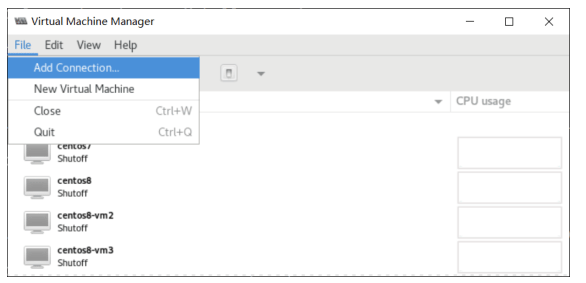 Virtual Machine Manager
File Edit View Help
Add Connection...
New Virtual Machine
CPU usage
Close Ctrl+W
Quit Ctrl+Q
centos7
Shutoff
centos8
Shutoff
centos8-vm2
Shutoff
centos8-vm3
Shutoff